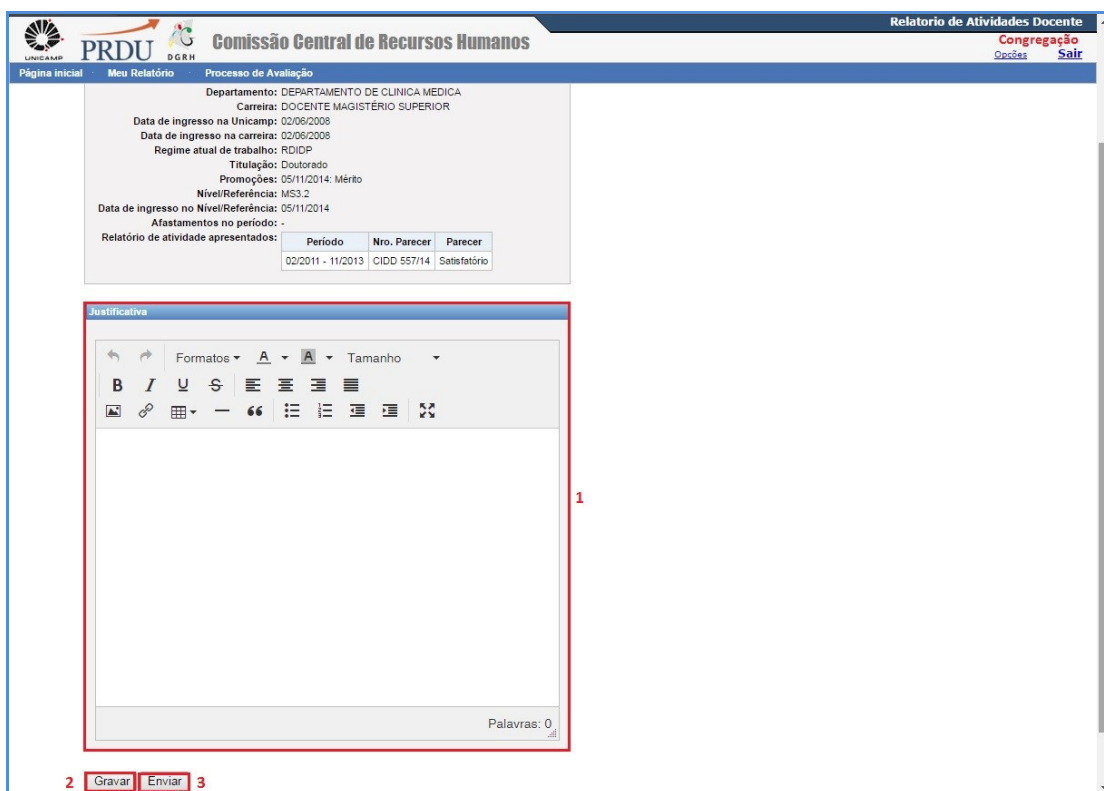 Relatorio de Atividades Docente
UNICAMP PRDU DGRH Comissão Central de Recursos Humanos
Congregação
Opções Sair
Página inicial Meu Relatório Processo de Avaliação
Departamento: DEPARTAMENTO DE CLINICA MEDICA
Carreira: DOCENTE MAGISTÉRIO SUPERIOR
Data de ingresso na Unicamp: 02/06/2008
Data de ingresso na carreira: 02/06/2008
Regime atual de trabalho: RDIDP
Titulação: Doutorado
Promoções: 05/11/2014: Mérito
Nível/Referência: MS3.2
Data de ingresso no Nível/Referência: 05/11/2014
Afastamentos no período: -
Relatório de atividade apresentados:
Período Nro. Parecer Parecer
02/2011 - 11/2013 CIDD 557/14 Satisfatório
Justificativa
Formatos A A Tamanho
B I U S
1
Palavras: 0
2 Gravar Enviar 3